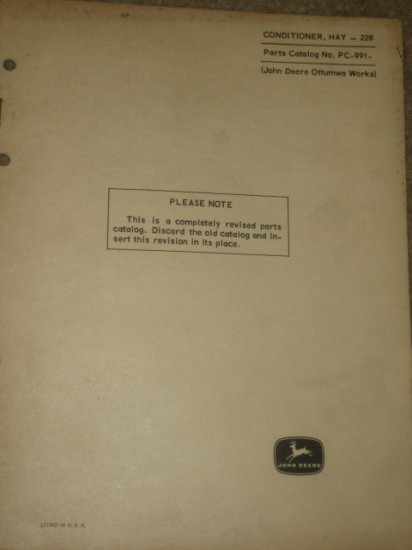 CONDITIONER, HAY - 228
Parts Catalog No. PC-991-
(John Deere Ottumwa Works)
PLEASE NOTE
This is a completely revised parts
catalog. Discard the old catalog and in-
sert this revision in its place.
JOHN DEERE
LITHO IN U. S. A.